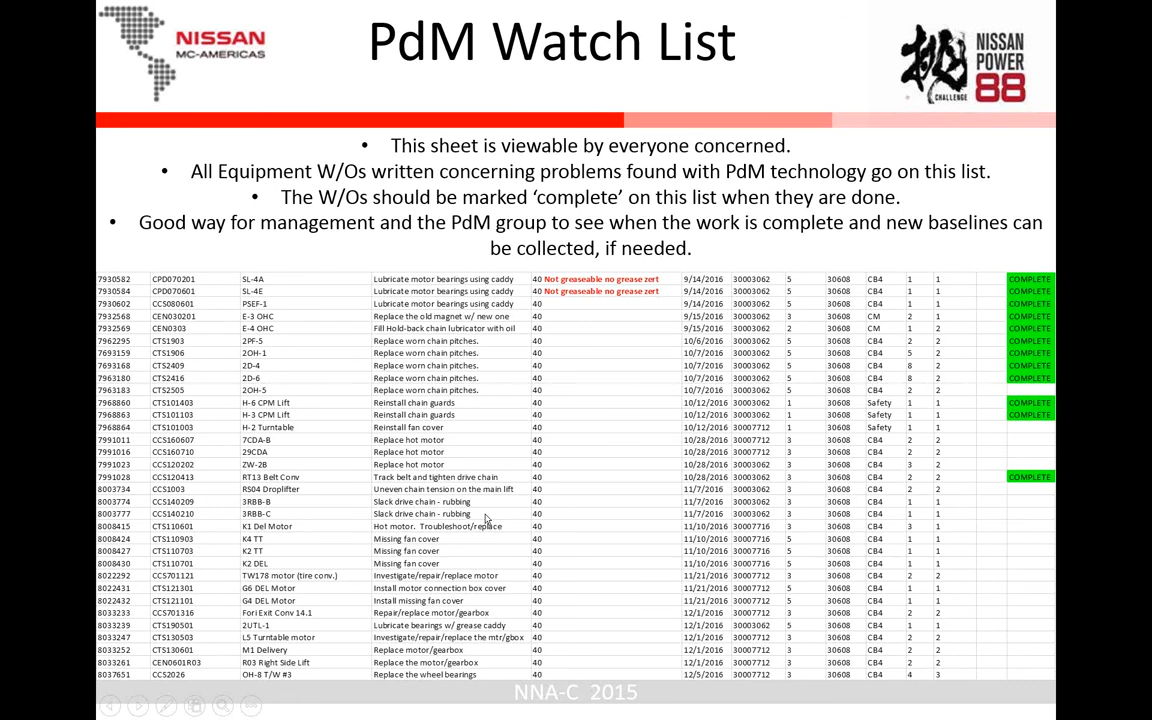 NISSAN
MC-AMERICAS
PdM Watch List
挑
CHALLENGE
NISSAN
POWER
88
• This sheet is viewable by everyone concerned.
• All Equipment W/Os written concerning problems found with PdM technology go on this list.
• The W/Os should be marked ‘complete’ on this list when they are done.
• Good way for management and the PdM group to see when the work is complete and new baselines can
be collected, if needed.
7930582 CPD070201 SL-4A Lubricate motor bearings using caddy 40 Not greaseable no grease zert 9/14/2016 30003062 5 30608 CB4 1 1 COMPLETE
7930584 CPD070601 SL-4E Lubricate motor bearings using caddy 40 Not greaseable no grease zert 9/14/2016 30003062 5 30608 CB4 1 1 COMPLETE
7930602 CCS080601 PSEF-1 Lubricate motor bearings using caddy 40 9/14/2016 30003062 5 30608 CB4 1 1 COMPLETE
7932568 CEN030201 E-3 OHC Replace the old magnet w/ new one 40 9/15/2016 30003062 3 30608 CM 2 1 COMPLETE
7932569 CEN0303 E-4 OHC Fill Hold-back chain lubricator with oil 40 9/15/2016 30003062 2 30608 CM 1 2 COMPLETE
7962295 CTS1903 2PF-5 Replace worn chain pitches. 40 10/6/2016 30003062 5 30608 CB4 2 2 COMPLETE
7693159 CTS1906 2OH-1 Replace worn chain pitches. 40 10/7/2016 30003062 5 30608 CB4 5 2 COMPLETE
7693168 CTS2409 2D-4 Replace worn chain pitches. 40 10/7/2016 30003062 5 30608 CB4 8 2 COMPLETE
7963180 CTS2416 2D-6 Replace worn chain pitches. 40 10/7/2016 30003062 5 30608 CB4 8 2 COMPLETE
7963183 CTS2505 2OH-5 Replace worn chain pitches. 40 10/7/2016 30003062 5 30608 CB4 2 2
7968860 CTS101403 H-6 CPM Lift Reinstall chain guards 40 10/12/2016 30003062 1 30608 Safety 1 1 COMPLETE
7968863 CTS101103 H-3 CPM Lift Reinstall chain guards 40 10/12/2016 30003062 1 30608 Safety 1 1 COMPLETE
7968864 CTS101003 H-2 Turntable Reinstall fan cover 40 10/12/2016 30007712 1 30608 Safety 1 1
7991011 CCS160607 7CDA-B Replace hot motor 40 10/28/2016 30007712 3 30608 CB4 2 2
7991016 CCS160710 29CDA Replace hot motor 40 10/28/2016 30007712 3 30608 CB4 2 2
7991023 CCS120202 ZW-2B Replace hot motor 40 10/28/2016 30003062 3 30608 CB4 3 2
7991028 CCS120413 RT13 Belt Conv Track belt and tighten drive chain 40 10/28/2016 30003062 3 30608 CB4 2 2 COMPLETE
8003734 CCS1003 RS04 Droplifter Uneven chain tension on the main lift 40 11/7/2016 30003062 3 30608 CB4 2 2
8003774 CCS140209 3RBB-B Slack drive chain - rubbing 40 11/7/2016 30003062 3 30608 CB4 1 1
8003777 CCS140210 3RBB-C Slack drive chain - rubbing 40 11/7/2016 30003062 3 30608 CB4 1 1
8008415 CTS110601 K1 Del Motor Hot motor. Troubleshoot/replace 40 11/10/2016 30007716 3 30608 CB4 3 1
8008424 CTS110903 K4 TT Missing fan cover 40 11/10/2016 30007716 5 30608 CB4 1 1
8008427 CTS110703 K2 TT Missing fan cover 40 11/10/2016 30007716 5 30608 CB4 1 1
8008430 CTS110701 K2 DEL Missing fan cover 40 11/10/2016 30007716 5 30608 CB4 1 1
8022292 CCS701121 TW178 motor (tire conv.) Investigate/repair/replace motor 40 11/21/2016 30007712 3 30608 CB4 2 2
8022431 CTS121301 G6 DEL Motor Install motor connection box cover 40 11/21/2016 30007712 5 30608 CB4 1 1
8022432 CTS121101 G4 DEL Motor Install missing fan cover 40 11/21/2016 30007712 5 30608 CB4 1 1
8033233 CCS701316 Fori Exit Conv 14.1 Repair/replace motor/gearbox 40 12/1/2016 30007712 3 30608 CB4 2 2
8033239 CTS190501 2UTL-1 Lubricate bearings w/ grease caddy 40 12/1/2016 30003062 5 30608 CB4 1 1
8033247 CTS130503 L5 Turntable motor Investigate/repair/replace the mtr/gbox 40 12/1/2016 30007712 3 30608 CB4 2 2
8033252 CTS130601 M1 Delivery Replace motor/gearbox 40 12/1/2016 30007712 3 30608 CB4 2 2
8033261 CEN0601R03 R03 Right Side Lift Replace the motor/gearbox 40 12/1/2016 30007712 3 30608 CB4 2 2
8037651 CCS2026 OH-8 T/W #3 Replace the wheel bearings 40 12/5/2016 30007712 3 30608 CB4 4 3
NNA-C 2015